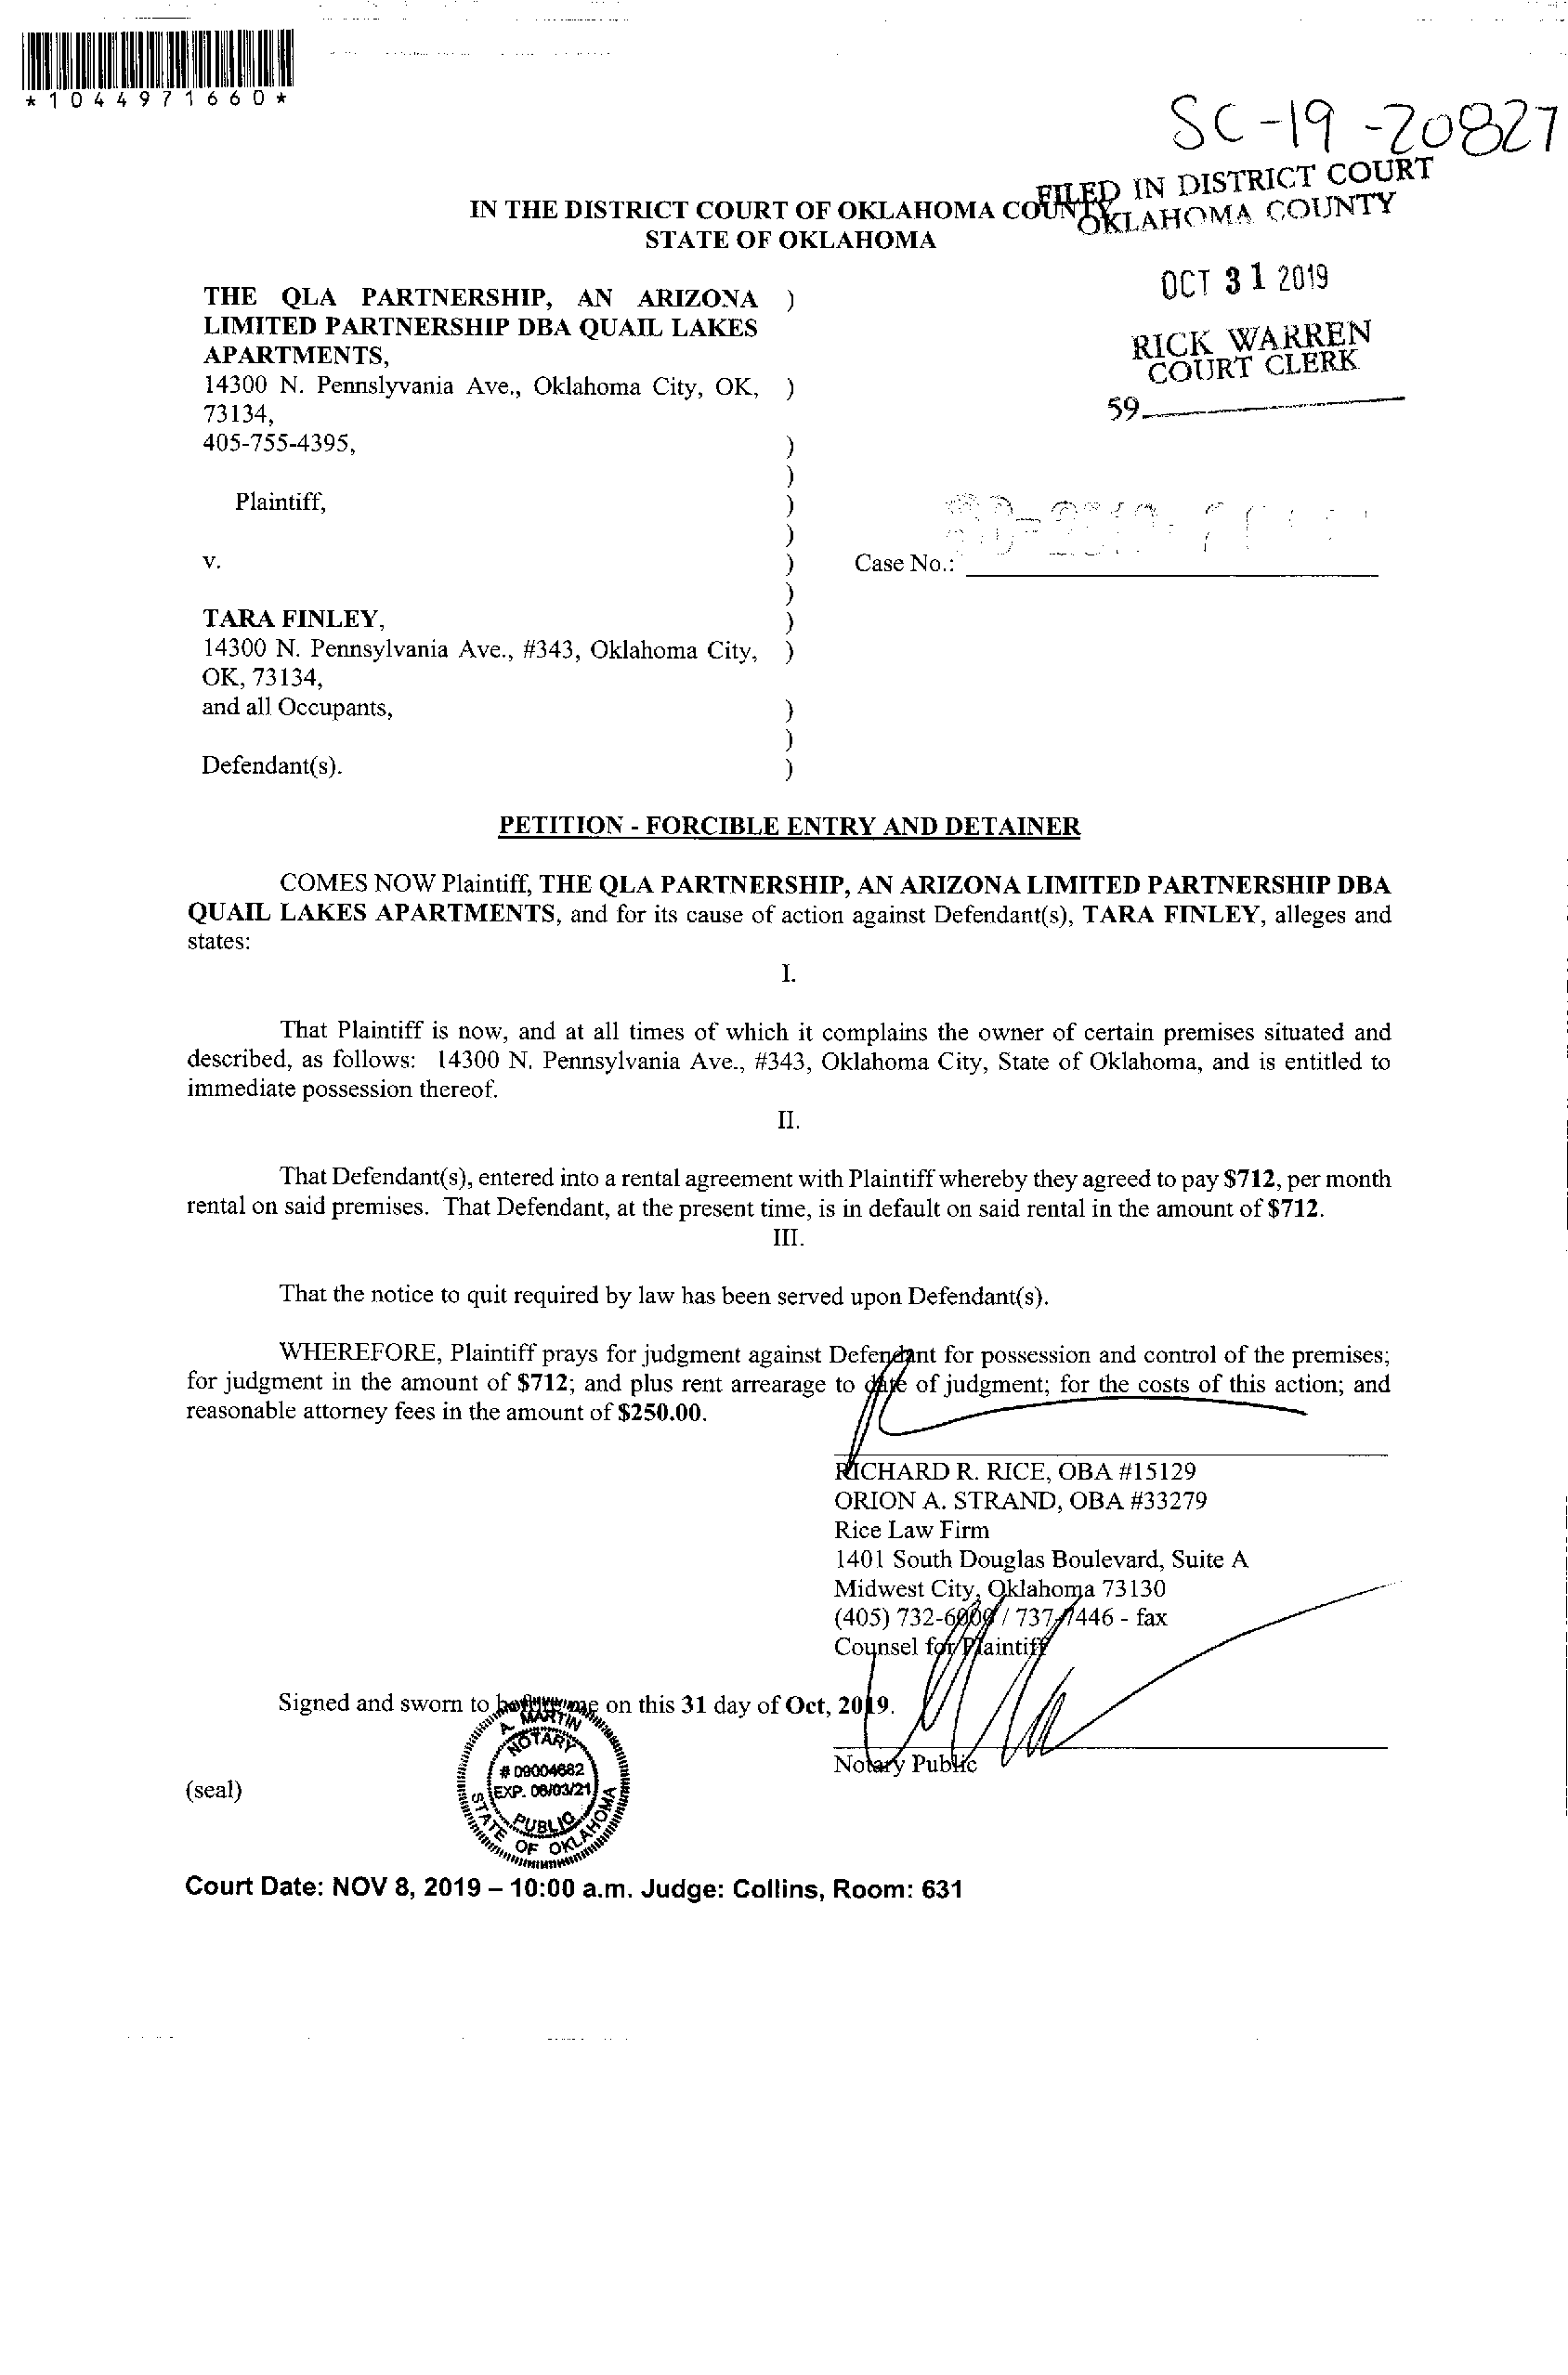 *1044971660*
SC-19-20827
FILED IN DISTRICT COURT
OKLAHOMA COUNTY
IN THE DISTRICT COURT OF OKLAHOMA COUNTY
STATE OF OKLAHOMA
OCT 31 2019
RICK WARREN
COURT CLERK
59
THE QLA PARTNERSHIP, AN ARIZONA )
LIMITED PARTNERSHIP DBA QUAIL LAKES
APARTMENTS,
14300 N. Pennslyvania Ave., Oklahoma City, OK, )
73134,
405-755-4395, )
)
Plaintiff, )
)
v. ) Case No.:
)
TARA FINLEY, )
14300 N. Pennsylvania Ave., #343, Oklahoma City, )
OK, 73134,
and all Occupants, )
)
Defendant(s). )
PETITION - FORCIBLE ENTRY AND DETAINER
COMES NOW Plaintiff, THE QLA PARTNERSHIP, AN ARIZONA LIMITED PARTNERSHIP DBA
QUAIL LAKES APARTMENTS, and for its cause of action against Defendant(s), TARA FINLEY, alleges and
states:
I.
That Plaintiff is now, and at all times of which it complains the owner of certain premises situated and
described, as follows: 14300 N. Pennsylvania Ave., #343, Oklahoma City, State of Oklahoma, and is entitled to
immediate possession thereof.
II.
That Defendant(s), entered into a rental agreement with Plaintiff whereby they agreed to pay $712, per month
rental on said premises. That Defendant, at the present time, is in default on said rental in the amount of $712.
III.
That the notice to quit required by law has been served upon Defendant(s).
WHEREFORE, Plaintiff prays for judgment against Defendant for possession and control of the premises;
for judgment in the amount of $712; and plus rent arrearage to date of judgment; for the costs of this action; and
reasonable attorney fees in the amount of $250.00.
RICHARD R. RICE, OBA #15129
ORION A. STRAND, OBA #33279
Rice Law Firm
1401 South Douglas Boulevard, Suite A
Midwest City, Oklahoma 73130
(405) 732-6000 / 737-7446 - fax
Counsel for Plaintiff
Signed and sworn to before me on this 31 day of Oct, 2019.
Notary Public
(seal)
A. MARTIN
NOTARY
# 09004682
EXP. 06/03/21
PUBLIC
STATE OF OKLAHOMA
Court Date: NOV 8, 2019 – 10:00 a.m. Judge: Collins, Room: 631